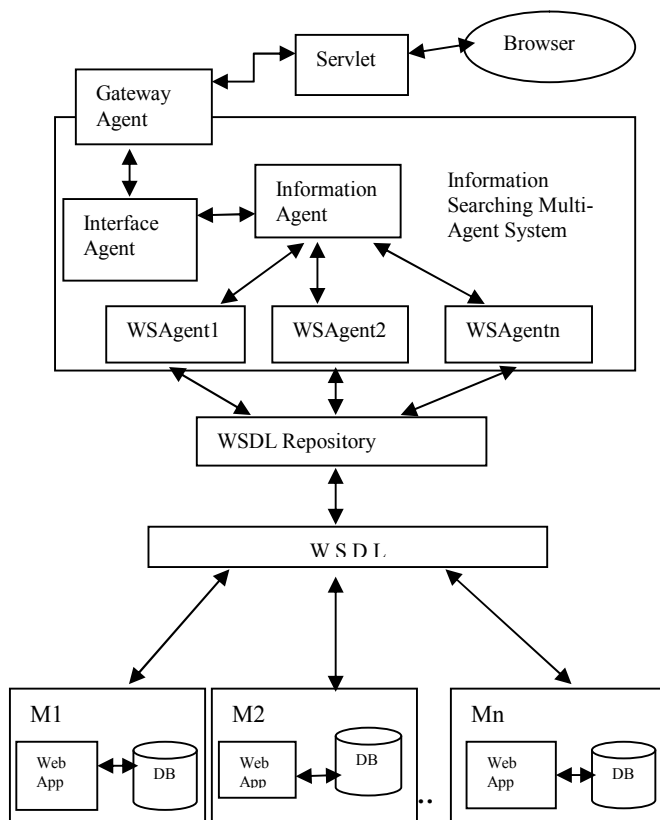 Browser
Servlet
Gateway
Agent
Information
Agent
Information
Searching Multi-
Agent System
Interface
Agent
WSAgent1
WSAgent2
WSAgentn
WSDL Repository
W S D L
M1
M2
Mn
Web
App
DB
Web
App
DB
..
Web
App
DB